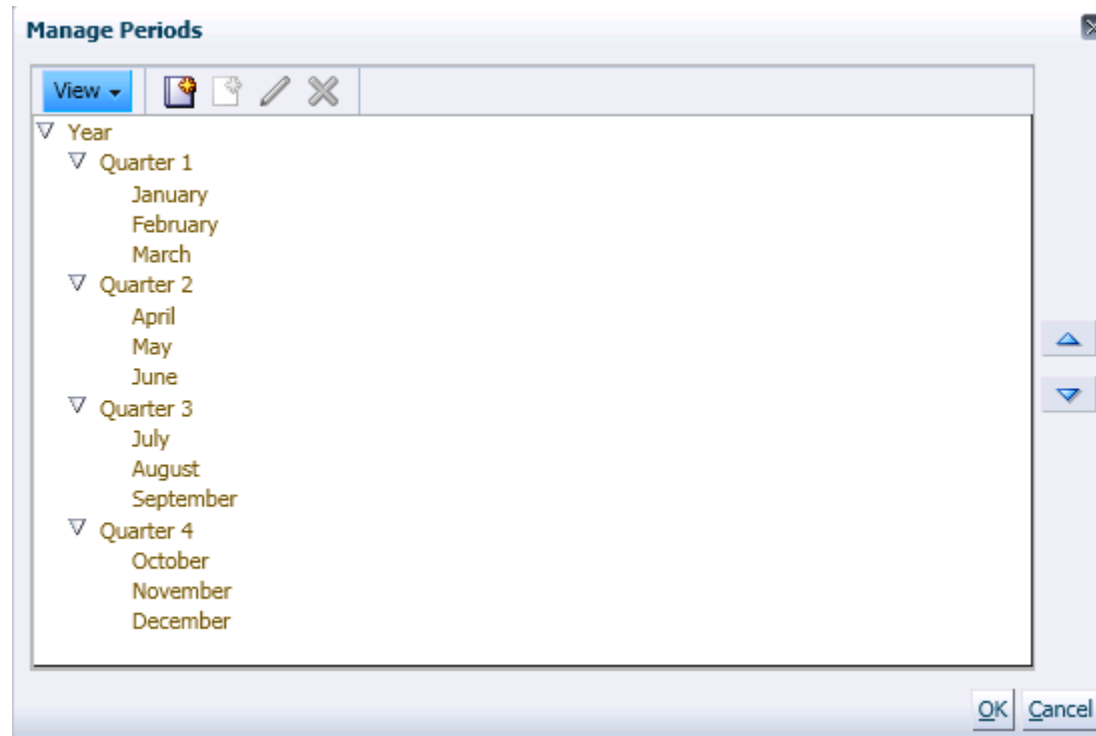 Manage Periods
View
Year
Quarter 1
January
February
March
Quarter 2
April
May
June
Quarter 3
July
August
September
Quarter 4
October
November
December
OK Cancel